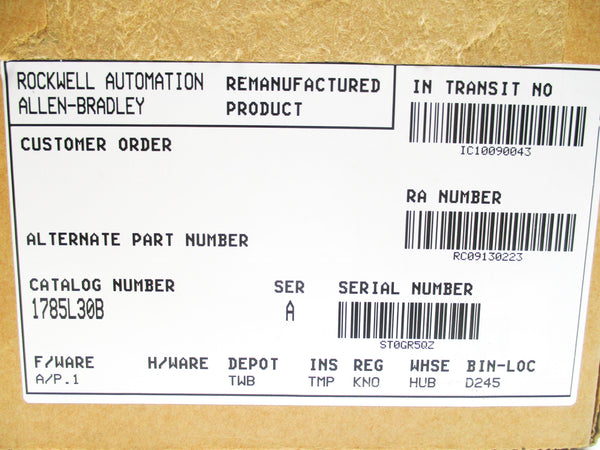 ROCKWELL AUTOMATION
ALLEN-BRADLEY
REMANUFACTURED
PRODUCT
IN TRANSIT NO
IC10090043
CUSTOMER ORDER
RA NUMBER
RC09130223
ALTERNATE PART NUMBER
CATALOG NUMBER SER SERIAL NUMBER
1785L30B A
ST0GR5QZ
F/WARE H/WARE DEPOT INS REG WHSE BIN-LOC
A/P.1 TWB TMP KNO HUB D245